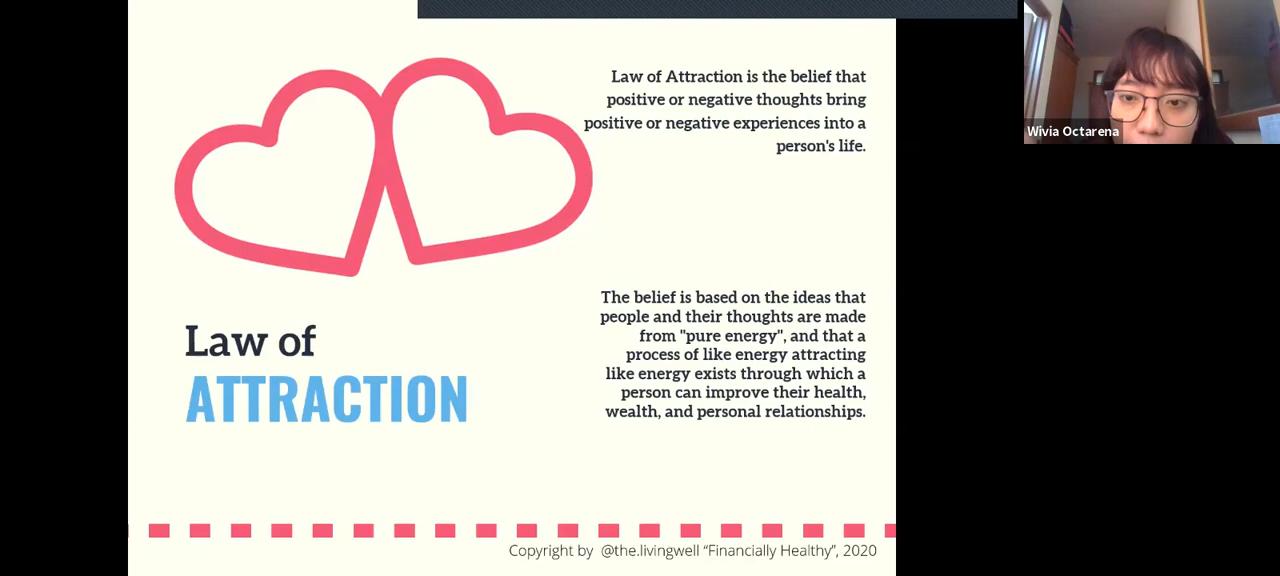 Law of Attraction is the belief that
positive or negative thoughts bring
positive or negative experiences into a
person's life.
The belief is based on the ideas that
people and their thoughts are made
from "pure energy", and that a
process of like energy attracting
like energy exists through which a
person can improve their health,
wealth, and personal relationships.
Law of
ATTRACTION
Copyright by @the.livingwell “Financially Healthy”, 2020
Wivia Octarena